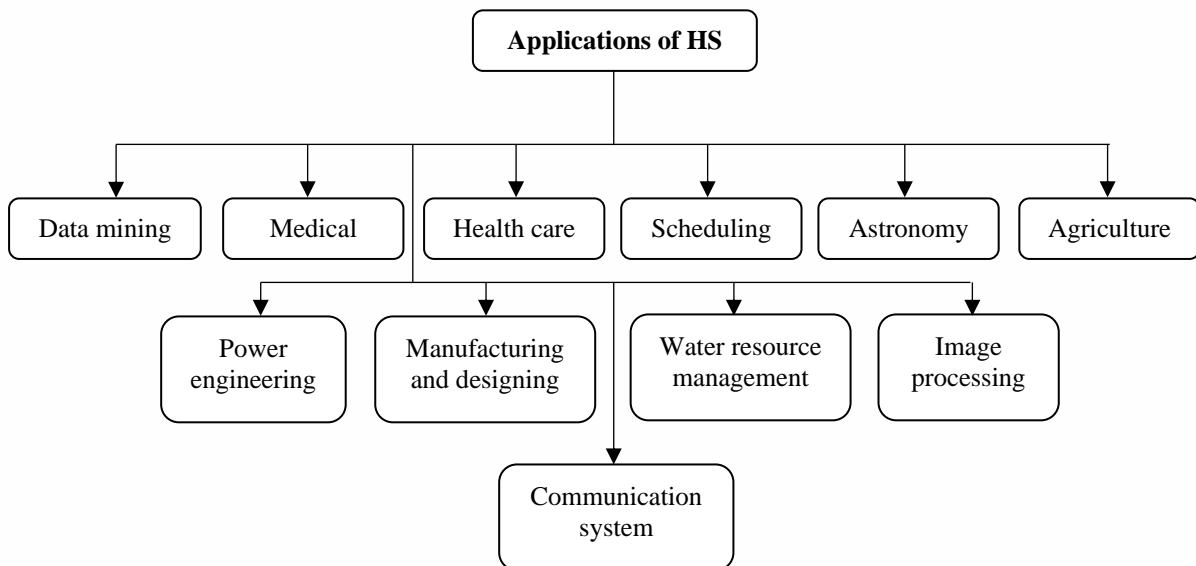 Applications of HS
Data mining
Medical
Health care
Scheduling
Astronomy
Agriculture
Power
engineering
Manufacturing
and designing
Water resource
management
Image
processing
Communication
system